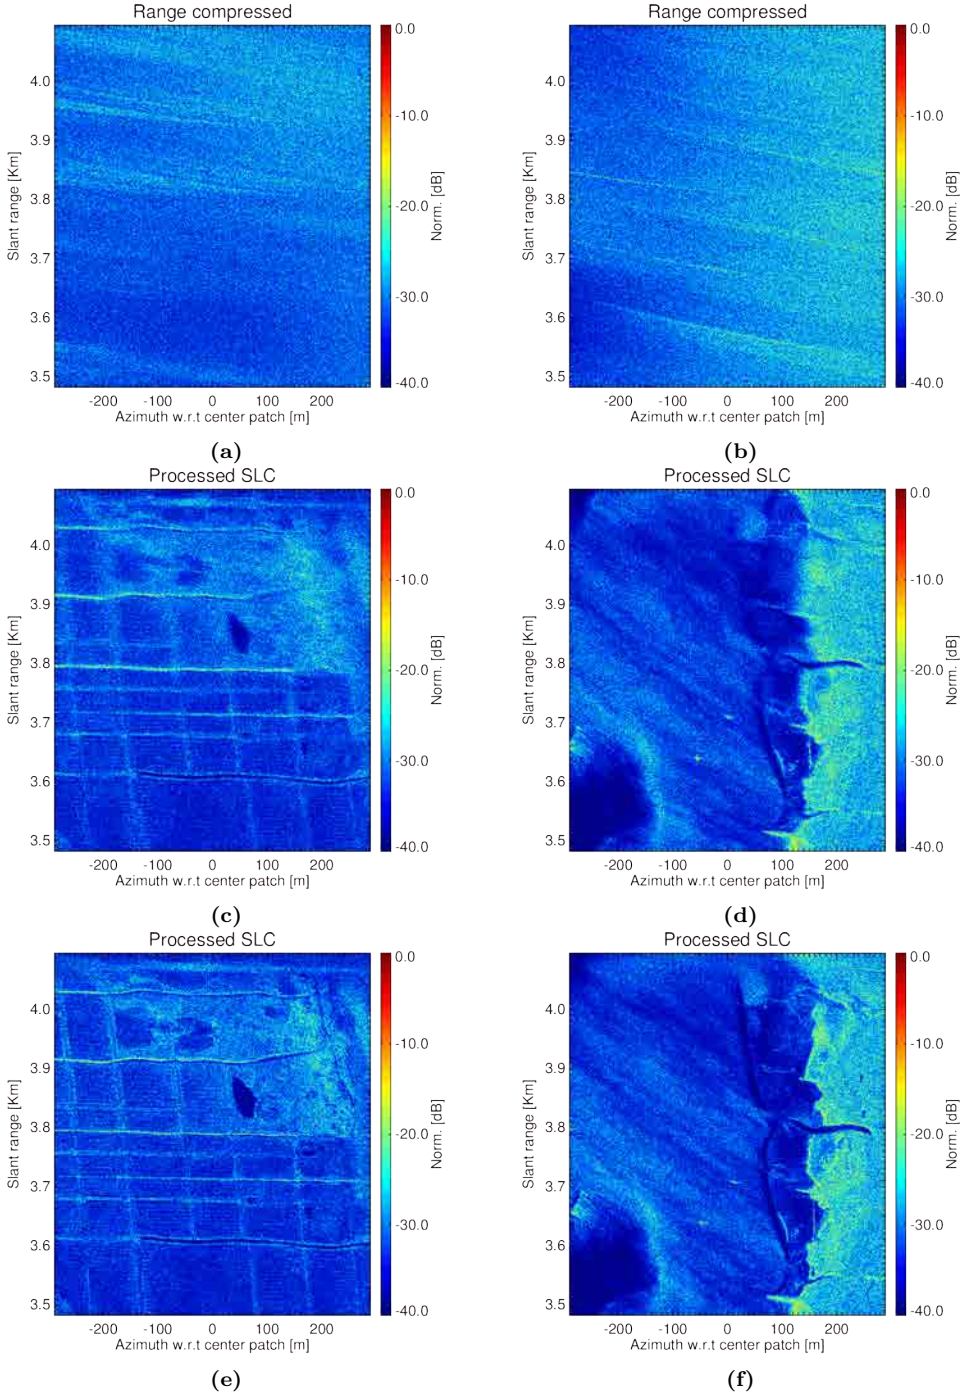 Range compressed
Range compressed
0.0
4.0
-10.0
3.9
Slant range [Km]
3.8
-20.0
Norm. [dB]
3.7
-30.0
3.6
3.5
-40.0
-200 -100 0 100 200
Azimuth w.r.t center patch [m]
0.0
4.0
-10.0
3.9
Slant range [Km]
3.8
-20.0
Norm. [dB]
3.7
-30.0
3.6
3.5
-40.0
-200 -100 0 100 200
Azimuth w.r.t center patch [m]
(a)
(b)
Processed SLC
Processed SLC
0.0
4.0
-10.0
3.9
Slant range [Km]
3.8
-20.0
Norm. [dB]
3.7
-30.0
3.6
3.5
-40.0
-200 -100 0 100 200
Azimuth w.r.t center patch [m]
0.0
4.0
-10.0
3.9
Slant range [Km]
3.8
-20.0
Norm. [dB]
3.7
-30.0
3.6
3.5
-40.0
-200 -100 0 100 200
Azimuth w.r.t center patch [m]
(c)
(d)
Processed SLC
Processed SLC
0.0
4.0
-10.0
3.9
Slant range [Km]
3.8
-20.0
Norm. [dB]
3.7
-30.0
3.6
3.5
-40.0
-200 -100 0 100 200
Azimuth w.r.t center patch [m]
0.0
4.0
-10.0
3.9
Slant range [Km]
3.8
-20.0
Norm. [dB]
3.7
-30.0
3.6
3.5
-40.0
-200 -100 0 100 200
Azimuth w.r.t center patch [m]
(e)
(f)